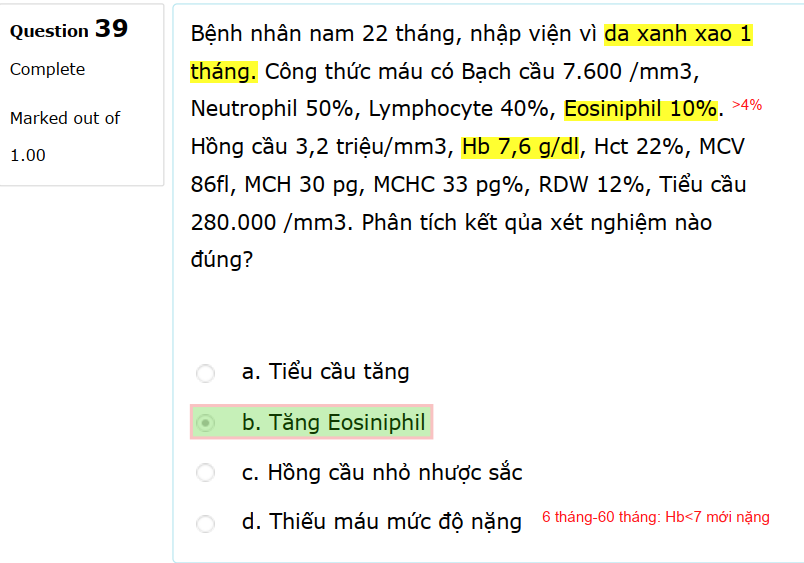 Question 39
Complete
Marked out of
1.00
Bệnh nhân nam 22 tháng, nhập viện vì da xanh xao 1
tháng. Công thức máu có Bạch cầu 7.600 /mm3,
Neutrophil 50%, Lymphocyte 40%, Eosiniphil 10%. >4%
Hồng cầu 3,2 triệu/mm3, Hb 7,6 g/dl, Hct 22%, MCV
86fl, MCH 30 pg, MCHC 33 pg%, RDW 12%, Tiểu cầu
280.000 /mm3. Phân tích kết qủa xét nghiệm nào
đúng?
a. Tiểu cầu tăng
b. Tăng Eosiniphil
c. Hồng cầu nhỏ nhược sắc
d. Thiếu máu mức độ nặng 6 tháng-60 tháng: Hb<7 mới nặng